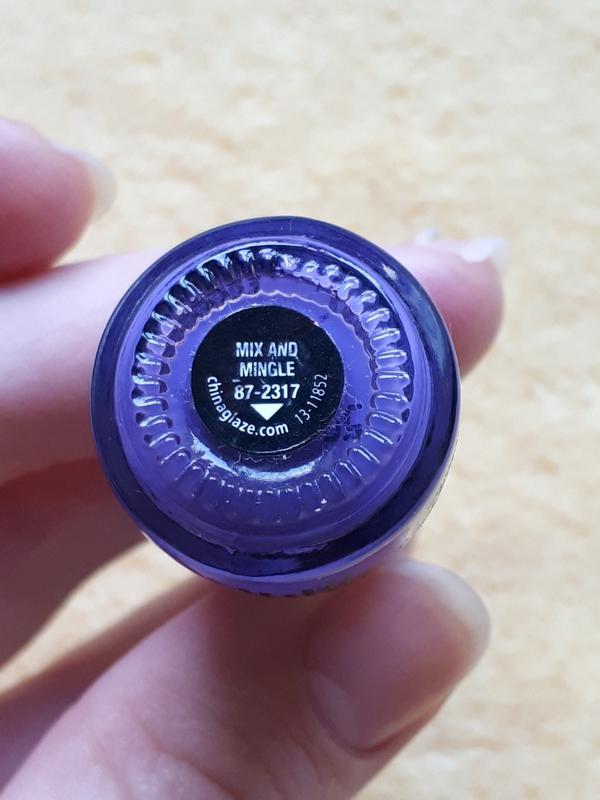 MIX AND
MINGLE
87-2317
chinaglaze.com
13-11852